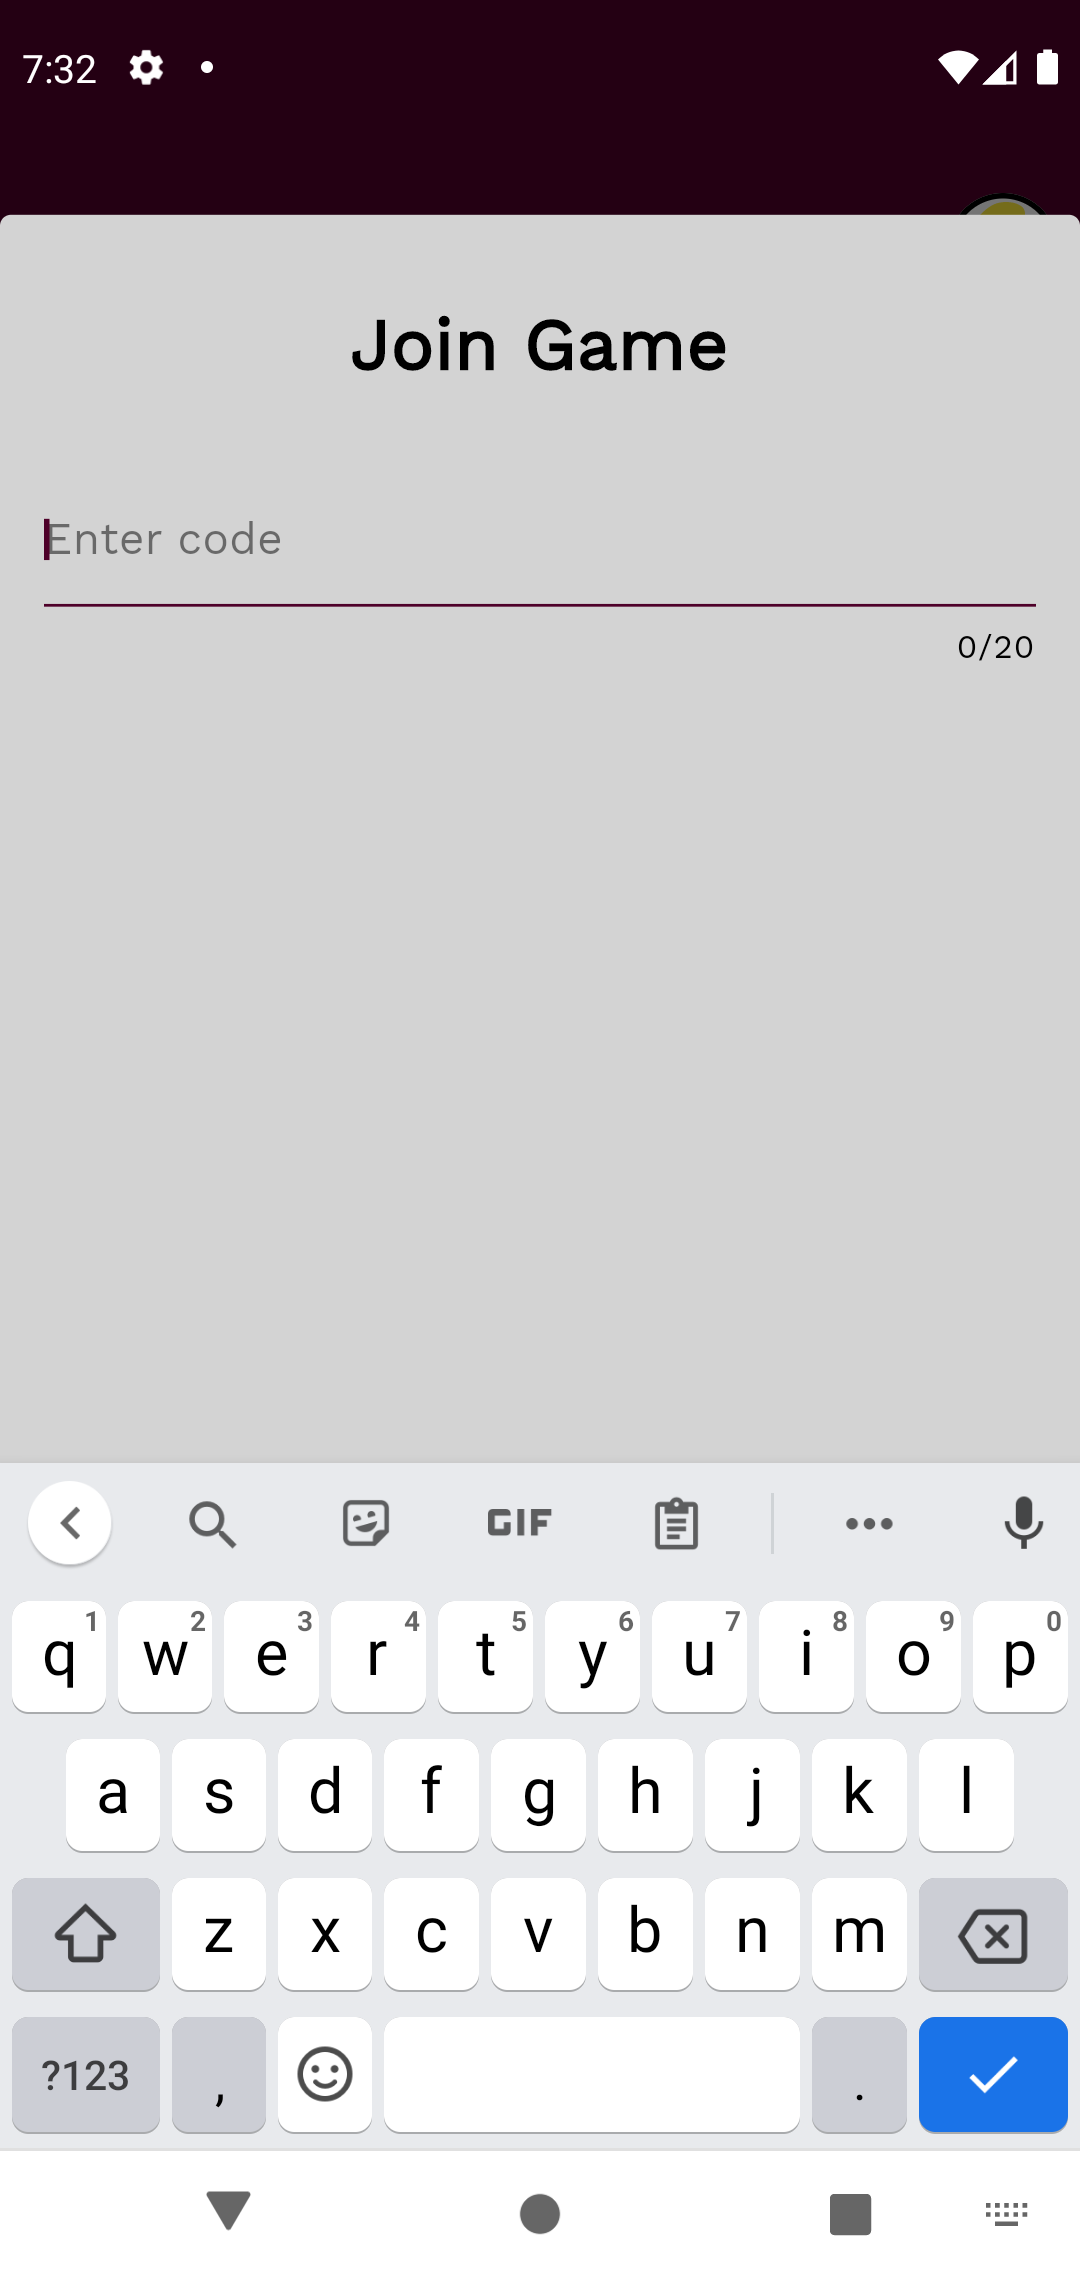 7:32
Join Game
Enter code
0/20
GIF
q 1 w 2 e 3 r 4 t 5 y 6 u 7 i 8 o 9 p 0
a s d f g h j k l
z x c v b n m
?123 , .